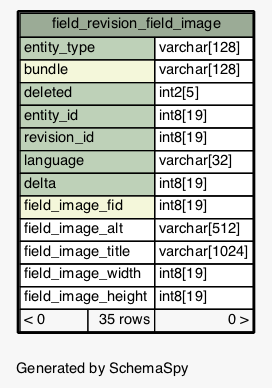 field_revision_field_image
entity_type varchar[128]
bundle varchar[128]
deleted int2[5]
entity_id int8[19]
revision_id int8[19]
language varchar[32]
delta int8[19]
field_image_fid int8[19]
field_image_alt varchar[512]
field_image_title varchar[1024]
field_image_width int8[19]
field_image_height int8[19]
< 0 35 rows 0 >
Generated by SchemaSpy